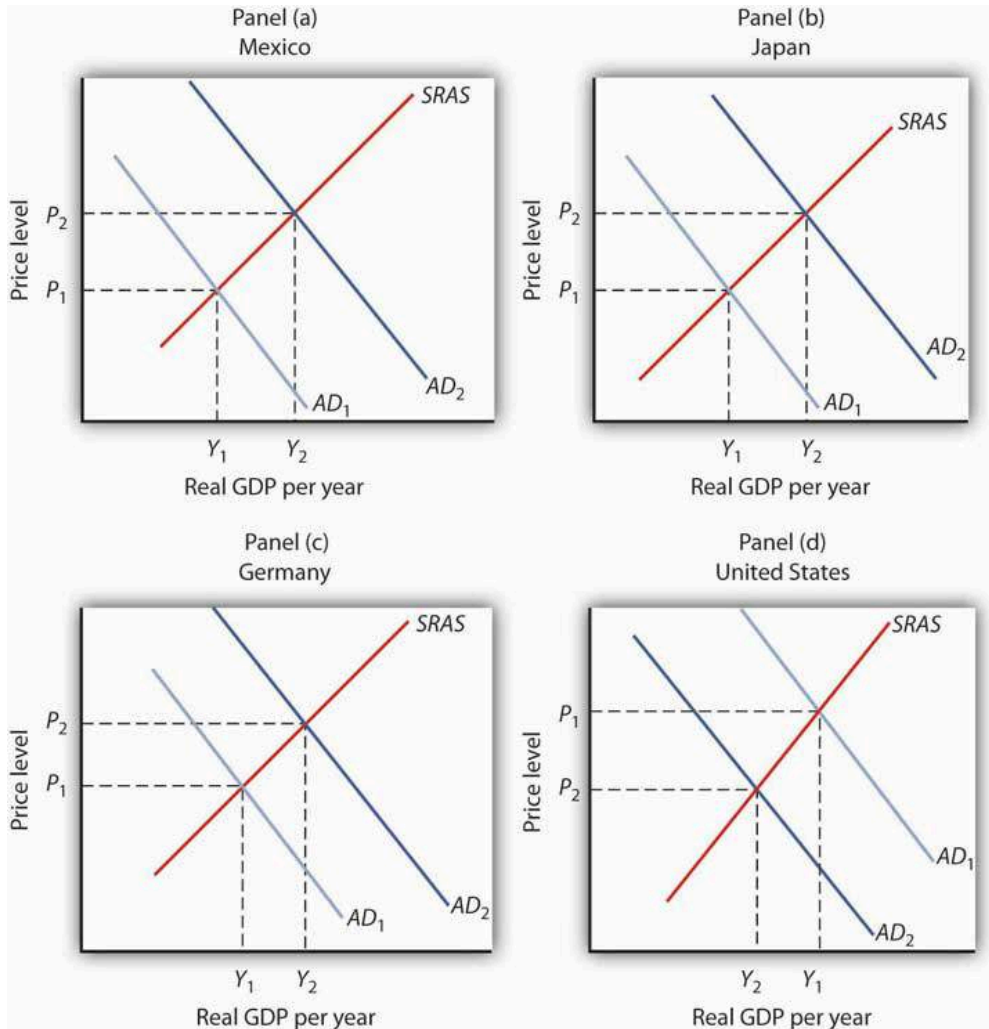 Panel (a)
Mexico
SRAS
P2
P1
Price level
AD1
AD2
Y1 Y2
Real GDP per year
Panel (b)
Japan
SRAS
P2
P1
Price level
AD2
AD1
Y1 Y2
Real GDP per year
Panel (c)
Germany
SRAS
P2
P1
Price level
AD1
AD2
Y1 Y2
Real GDP per year
Panel (d)
United States
SRAS
P1
P2
Price level
AD1
AD2
Y2 Y1
Real GDP per year